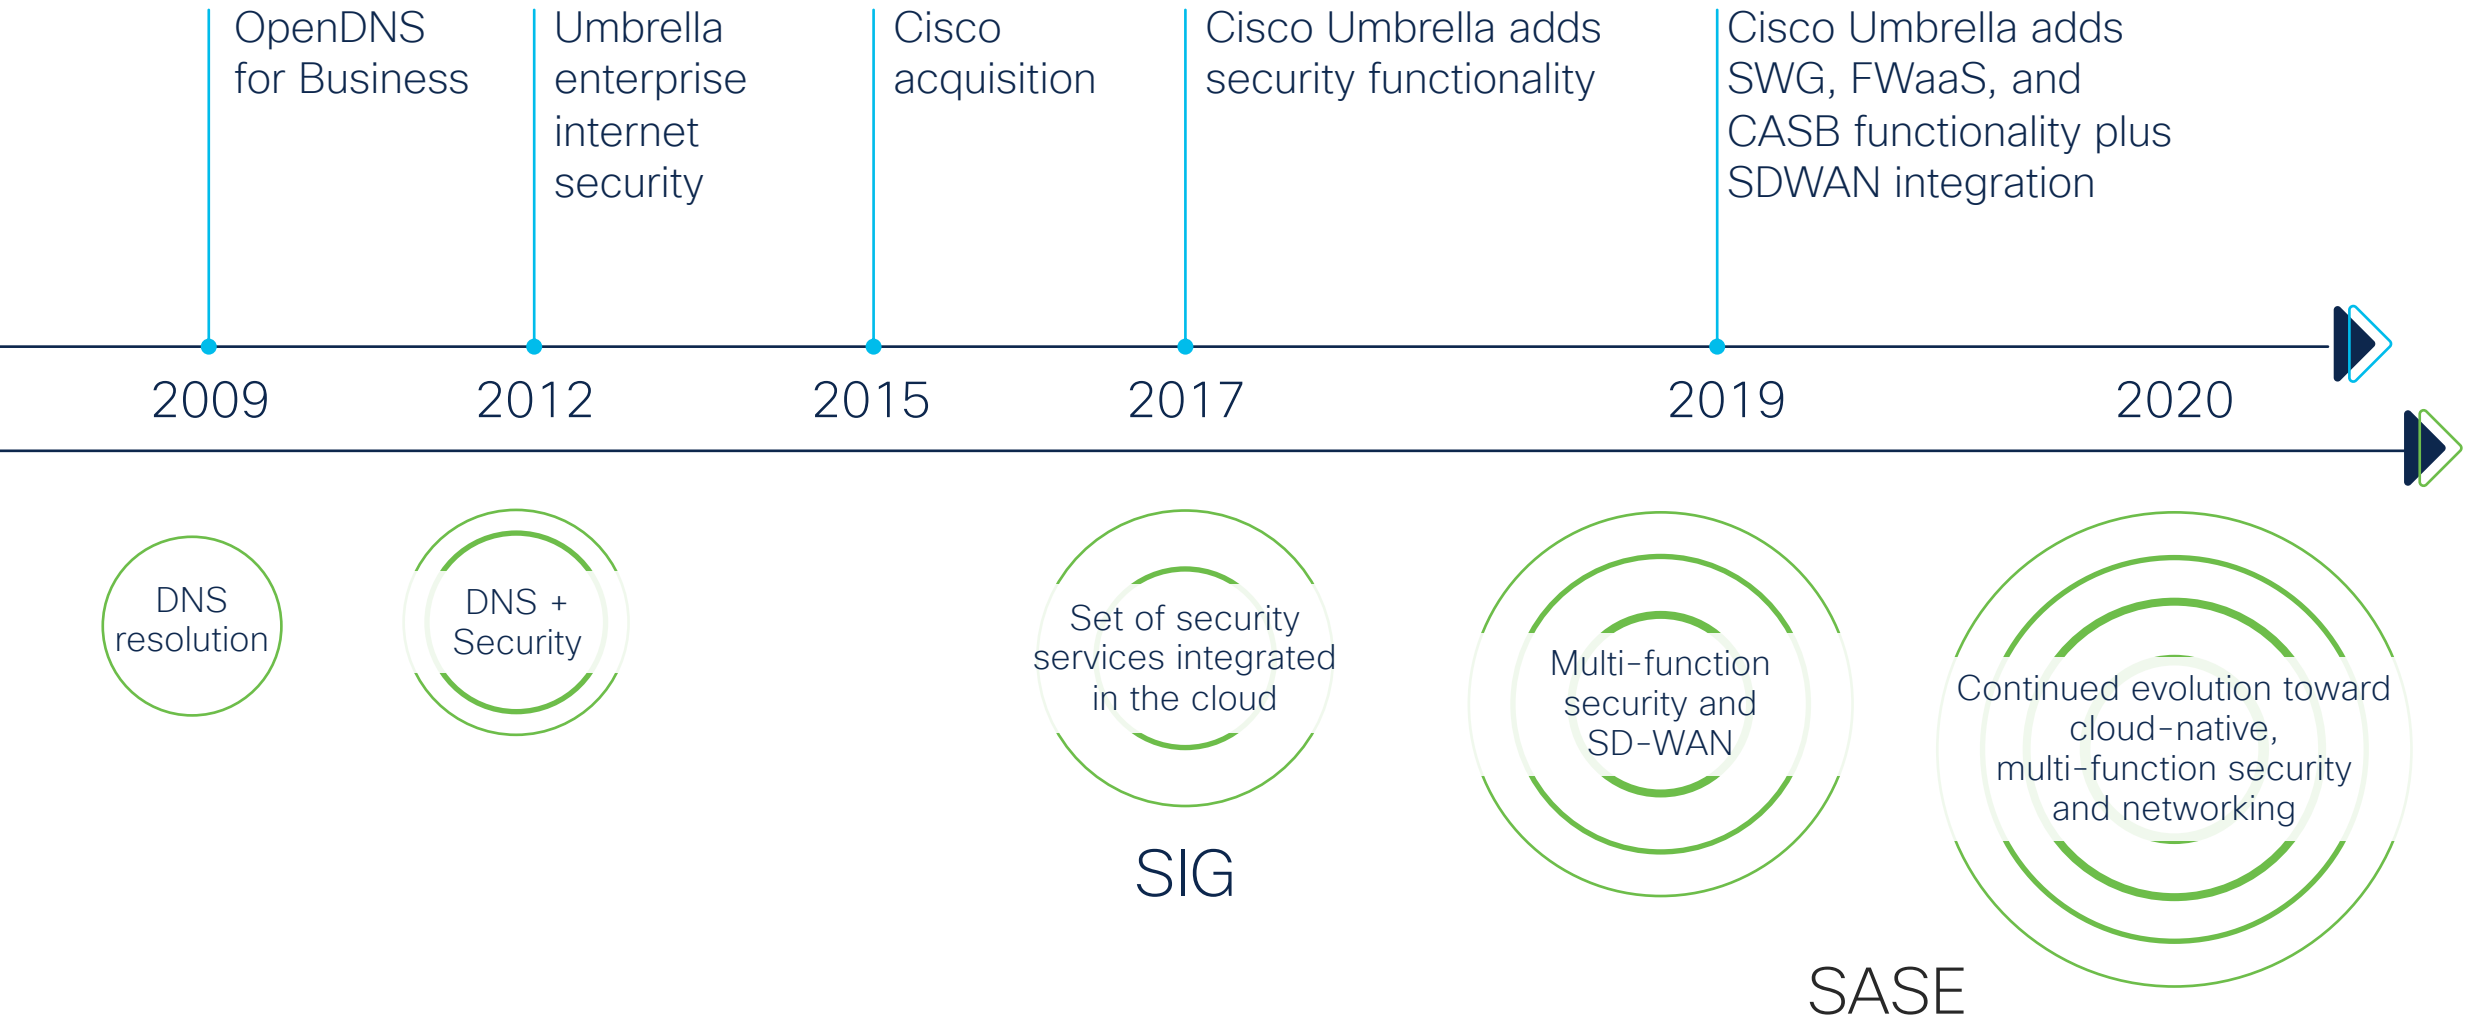 OpenDNS
for Business
Umbrella
enterprise
internet
security
Cisco
acquisition
Cisco Umbrella adds
security functionality
Cisco Umbrella adds
SWG, FWaaS, and
CASB functionality plus
SDWAN integration
2009
2012
2015
2017
2019
2020
DNS
resolution
DNS +
Security
Set of security
services integrated
in the cloud
Multi-function
security and
SD-WAN
Continued evolution toward
cloud-native,
multi-function security
and networking
SIG
SASE